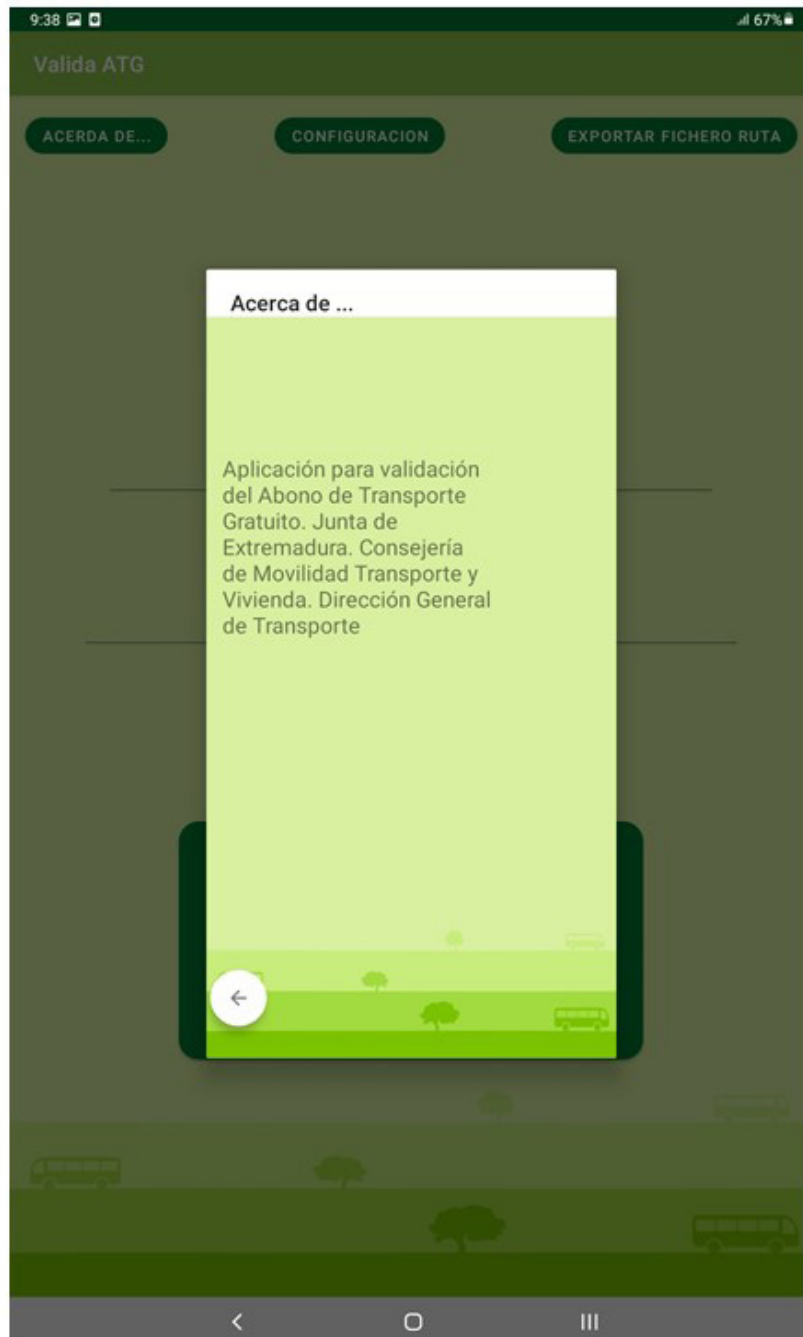 9:38
67%
Valida ATG
ACERDA DE...
CONFIGURACION
EXPORTAR FICHERO RUTA
Acerca de ...
Aplicación para validación
del Abono de Transporte
Gratuito. Junta de
Extremadura. Consejería
de Movilidad Transporte y
Vivienda. Dirección General
de Transporte